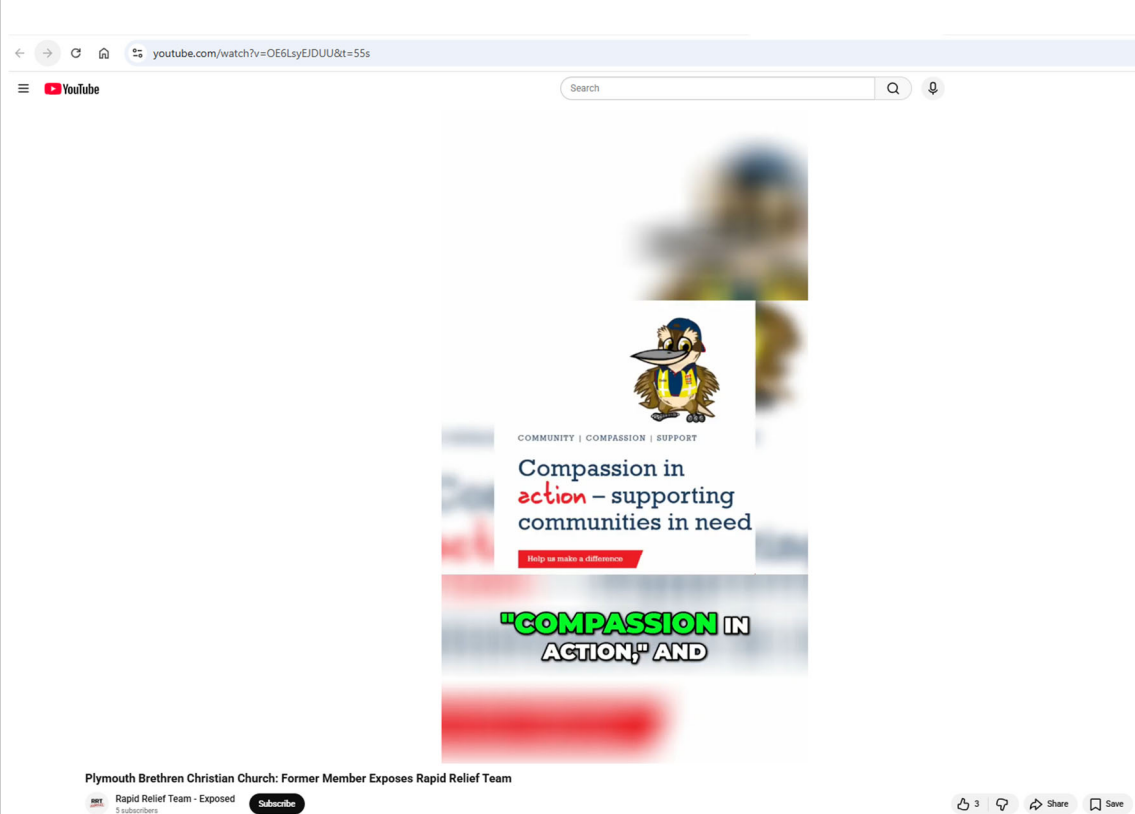 youtube.com/watch?v=OE6LsyEJDUU&t=55s
YouTube
Search
COMMUNITY | COMPASSION | SUPPORT
Compassion in
action – supporting
communities in need
Help us make a difference
"COMPASSION IN
ACTION," AND
Plymouth Brethren Christian Church: Former Member Exposes Rapid Relief Team
RRT
Rapid Relief Team - Exposed
5 subscribers
Subscribe
3
Share
Save